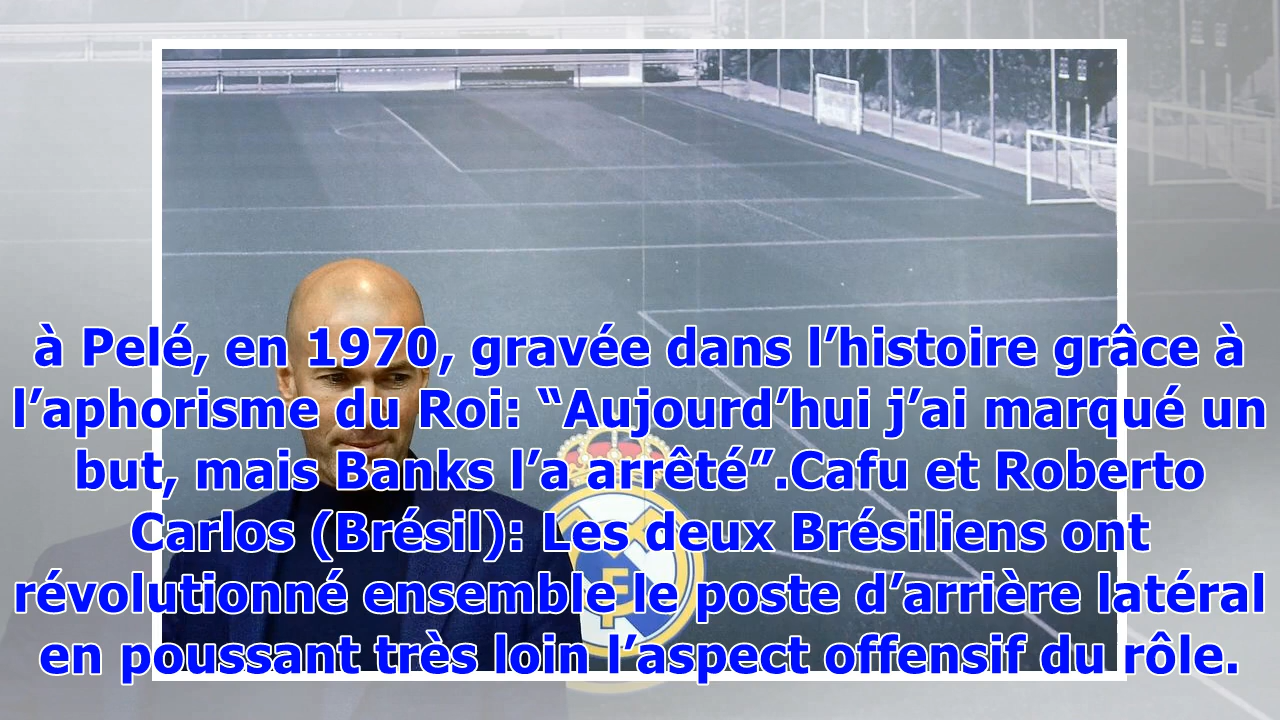 à Pelé, en 1970, gravée dans l’histoire grâce à
l’aphorisme du Roi: “Aujourd’hui j’ai marqué un
but, mais Banks l’a arrêté”.Cafu et Roberto
Carlos (Brésil): Les deux Brésiliens ont
révolutionné ensemble le poste d’arrière latéral
en poussant très loin l’aspect offensif du rôle.